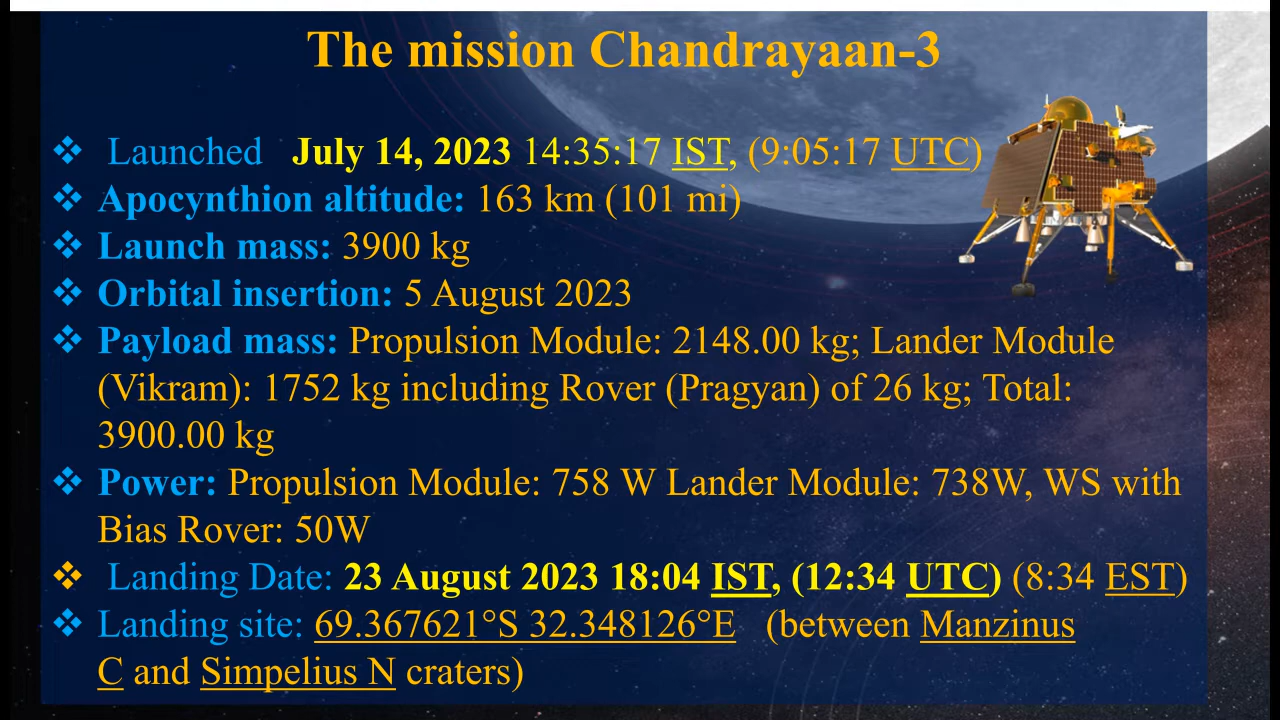 The mission Chandrayaan-3
❖ Launched July 14, 2023 14:35:17 IST, (9:05:17 UTC)
❖ Apocynthion altitude: 163 km (101 mi)
❖ Launch mass: 3900 kg
❖ Orbital insertion: 5 August 2023
❖ Payload mass: Propulsion Module: 2148.00 kg; Lander Module
(Vikram): 1752 kg including Rover (Pragyan) of 26 kg; Total:
3900.00 kg
❖ Power: Propulsion Module: 758 W Lander Module: 738W, WS with
Bias Rover: 50W
❖ Landing Date: 23 August 2023 18:04 IST, (12:34 UTC) (8:34 EST)
❖ Landing site: 69.367621°S 32.348126°E (between Manzinus
C and Simpelius N craters)